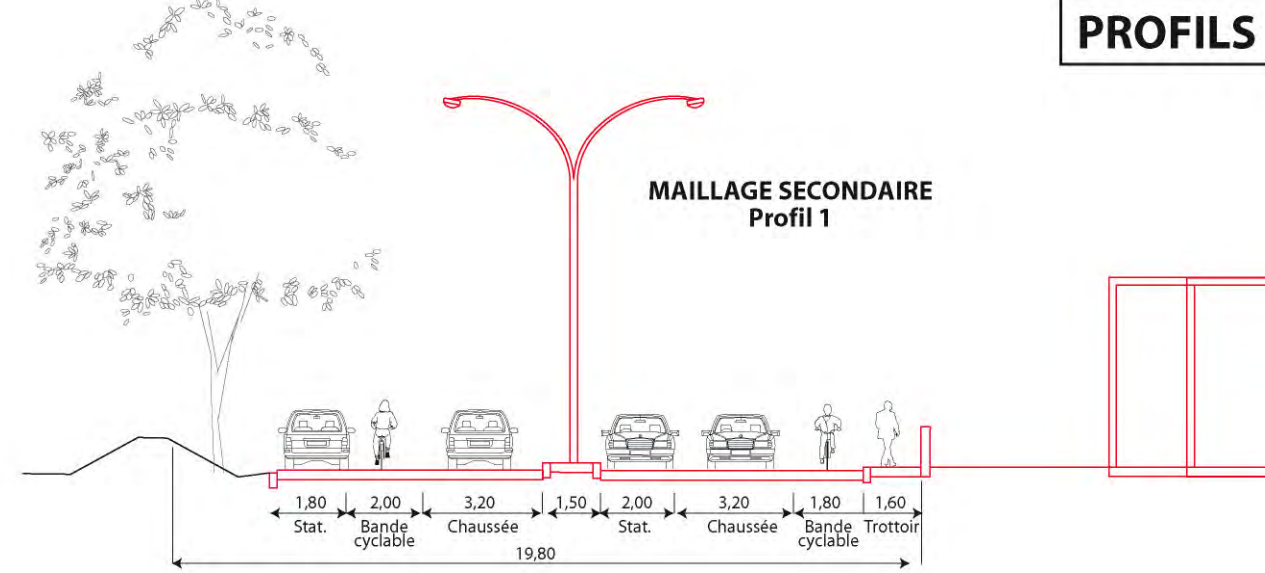 PROFILS
MAILLAGE SECONDAIRE
Profil 1
1,80 2,00 3,20 1,50 2,00 3,20 1,80 1,60
Stat. Bande Chaussée Stat. Chaussée Bande Trottoir
cyclable cyclable
19,80